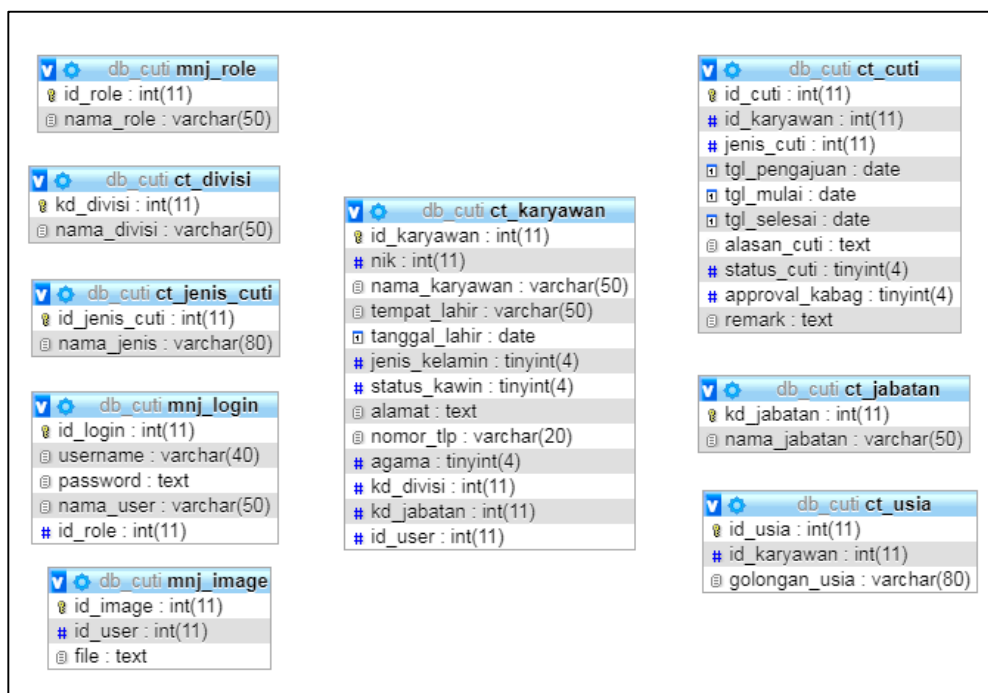 db_cuti mnj_role
id_role : int(11)
nama_role : varchar(50)
db_cuti ct_divisi
kd_divisi : int(11)
nama_divisi : varchar(50)
db_cuti ct_jenis_cuti
id_jenis_cuti : int(11)
nama_jenis : varchar(80)
db_cuti mnj_login
id_login : int(11)
username : varchar(40)
password : text
nama_user : varchar(50)
# id_role : int(11)
db_cuti mnj_image
id_image : int(11)
# id_user : int(11)
file : text
db_cuti ct_karyawan
id_karyawan : int(11)
# nik : int(11)
nama_karyawan : varchar(50)
tempat_lahir : varchar(50)
tanggal_lahir : date
# jenis_kelamin : tinyint(4)
# status_kawin : tinyint(4)
alamat : text
nomor_tlp : varchar(20)
# agama : tinyint(4)
# kd_divisi : int(11)
# kd_jabatan : int(11)
# id_user : int(11)
db_cuti ct_cuti
id_cuti : int(11)
# id_karyawan : int(11)
# jenis_cuti : int(11)
tgl_pengajuan : date
tgl_mulai : date
tgl_selesai : date
alasan_cuti : text
# status_cuti : tinyint(4)
# approval_kabag : tinyint(4)
remark : text
db_cuti ct_jabatan
kd_jabatan : int(11)
nama_jabatan : varchar(50)
db_cuti ct_usia
id_usia : int(11)
# id_karyawan : int(11)
golongan_usia : varchar(80)